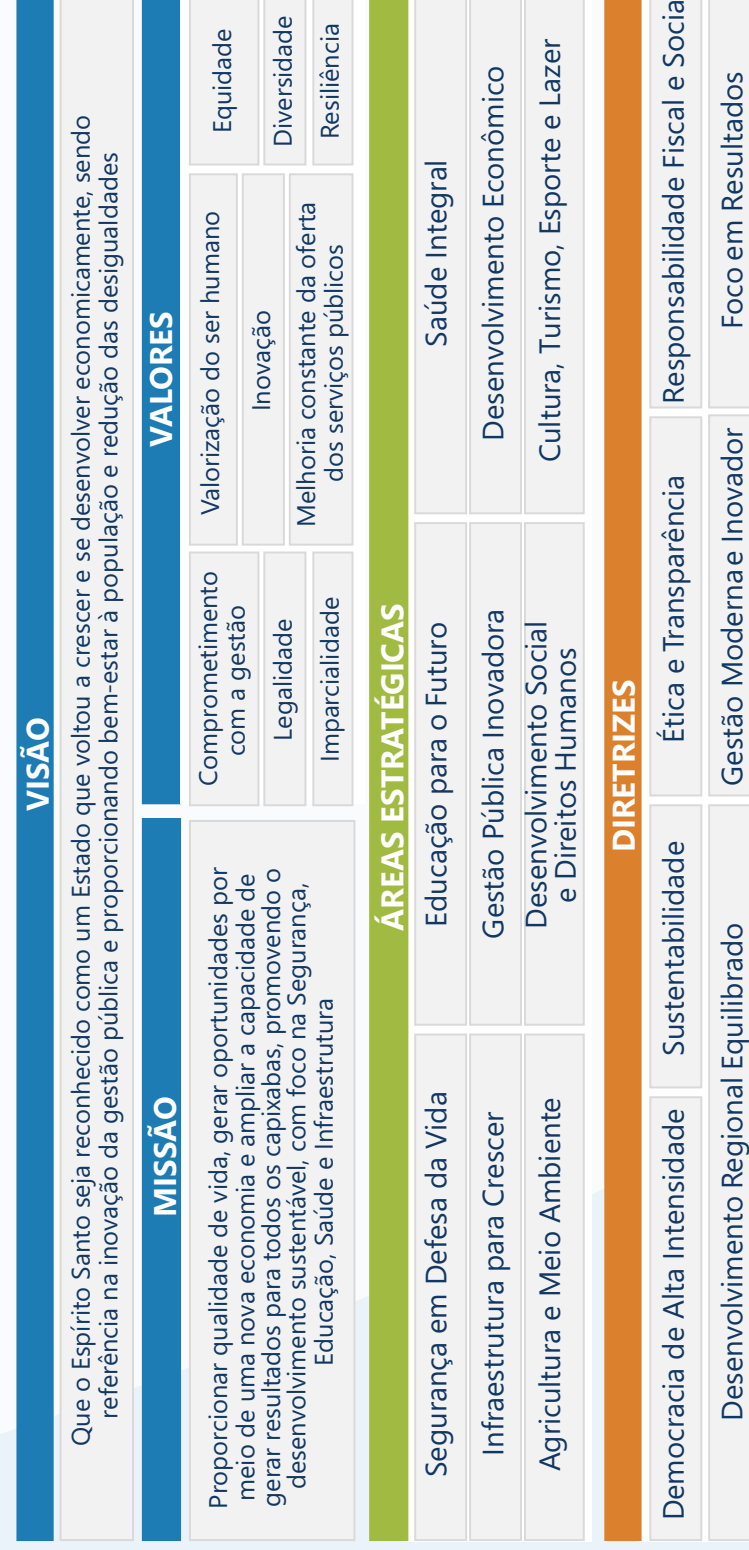 VISÃO
Que o Espírito Santo seja reconhecido como um Estado que voltou a crescer e se desenvolver economicamente, sendo
referência na inovação da gestão pública e proporcionando bem-estar à população e redução das desigualdades
MISSÃO
Proporcionar qualidade de vida, gerar oportunidades por
meio de uma nova economia e ampliar a capacidade de
gerar resultados para todos os capixabas, promovendo o
desenvolvimento sustentável, com foco na Segurança,
Educação, Saúde e Infraestrutura
VALORES
Comprometimento
com a gestão
Legalidade
Imparcialidade
Valorização do ser humano
Inovação
Melhoria constante da oferta
dos serviços públicos
Equidade
Diversidade
Resiliência
ÁREAS ESTRATÉGICAS
Segurança em Defesa da Vida
Educação para o Futuro
Saúde Integral
Infraestrutura para Crescer
Gestão Pública Inovadora
Desenvolvimento Econômico
Agricultura e Meio Ambiente
Desenvolvimento Social
e Direitos Humanos
Cultura, Turismo, Esporte e Lazer
DIRETRIZES
Democracia de Alta Intensidade
Sustentabilidade
Ética e Transparência
Responsabilidade Fiscal e Social
Desenvolvimento Regional Equilibrado
Gestão Modernae Inovador
Foco em Resultados